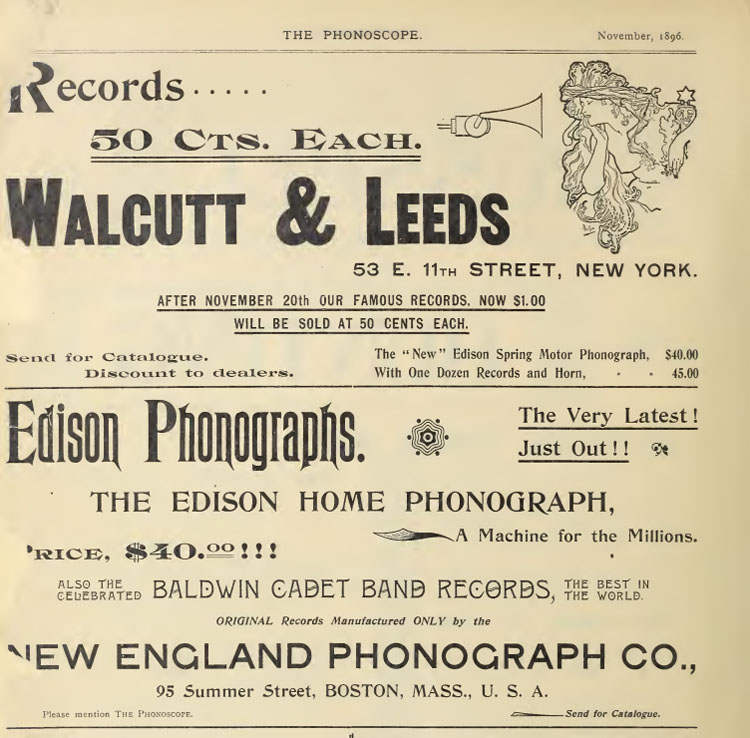 THE PHONOSCOPE. November, 1896.
Records.....
50 CTS. EACH.
WALCUTT & LEEDS
53 E. 11TH STREET, NEW YORK.
AFTER NOVEMBER 20th OUR FAMOUS RECORDS, NOW $1.00
WILL BE SOLD AT 50 CENTS EACH.
Send for Catalogue.
Discount to dealers.
The "New" Edison Spring Motor Phonograph, $40.00
With One Dozen Records and Horn, - - 45.00
Edison Phonographs.
The Very Latest!
Just Out!!
THE EDISON HOME PHONOGRAPH,
A Machine for the Millions.
PRICE, $40.00!!!
ALSO THE CELEBRATED BALDWIN CADET BAND RECORDS, THE BEST IN THE WORLD.
ORIGINAL Records Manufactured ONLY by the
NEW ENGLAND PHONOGRAPH CO.,
95 Summer Street, BOSTON, MASS., U. S. A.
Please mention THE PHONOSCOPE. Send for Catalogue.